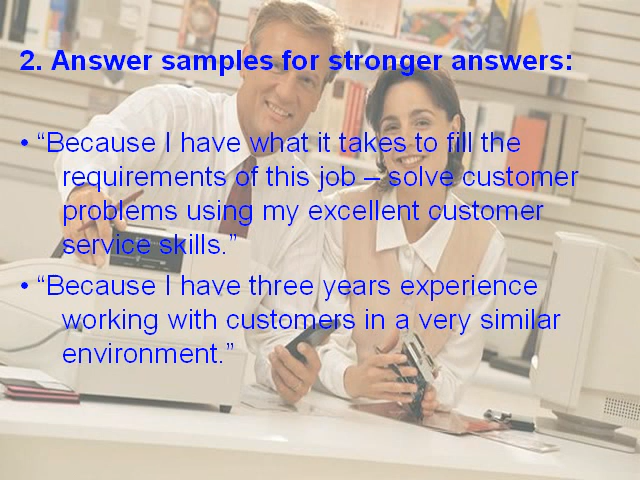 2. Answer samples for stronger answers:
• “Because I have what it takes to fill the
requirements of this job – solve customer
problems using my excellent customer
service skills.”
• “Because I have three years experience
working with customers in a very similar
environment.”